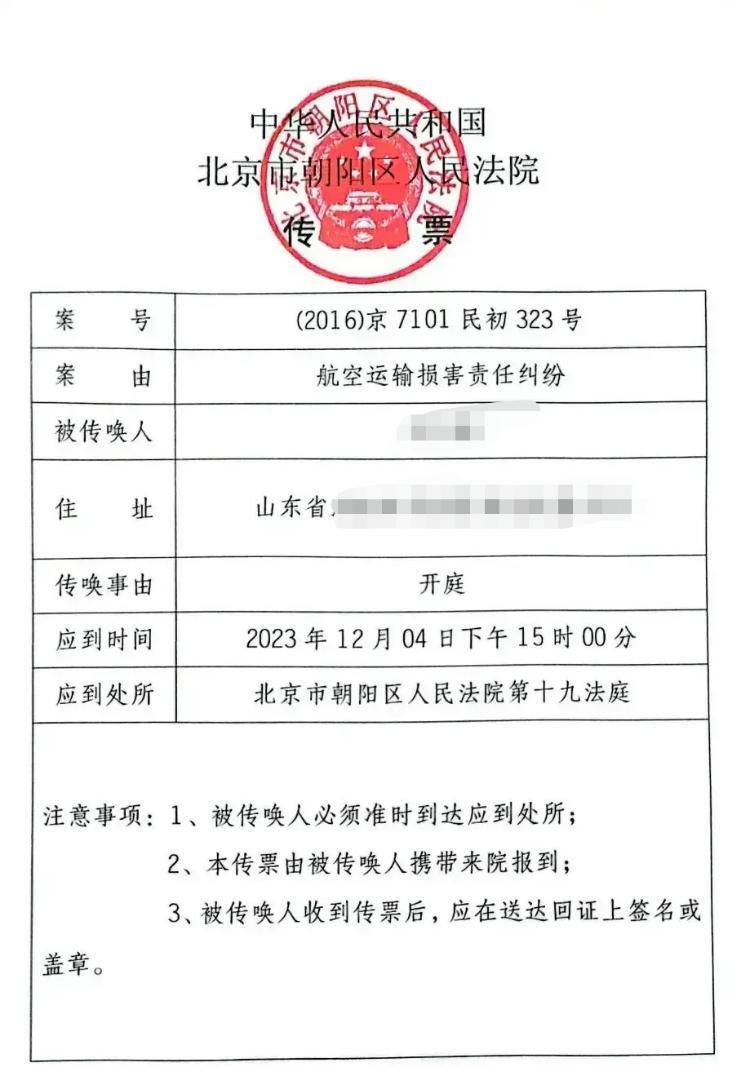 中华人民共和国
北京市朝阳区人民法院
北京市朝阳区人民法院
传 票
案 号 (2016)京 7101 民初 323 号
案 由 航空运输损害责任纠纷
被传唤人
住 址 山东省
传唤事由 开庭
应到时间 2023 年 12 月 04 日下午 15 时 00 分
应到处所 北京市朝阳区人民法院第十九法庭
注意事项：1、被传唤人必须准时到达应到处所；
2、本传票由被传唤人携带来院报到；
3、被传唤人收到传票后，应在送达回证上签名或
盖章。